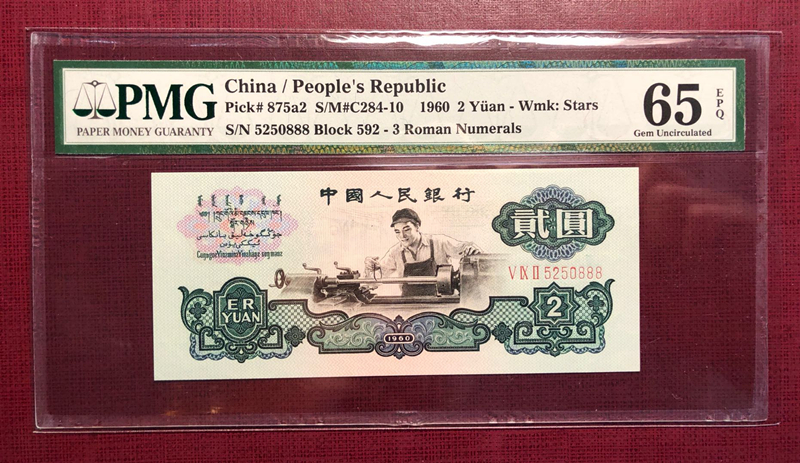 PMG
PAPER MONEY GUARANTY
China / People's Republic
Pick# 875a2 S/M#C284-10 1960 2 Yüan - Wmk: Stars
S/N 5250888 Block 592 - 3 Roman Numerals
65 EPQ
Gem Uncirculated
中國人民銀行
貳圓
VⅨⅡ5250888
ER
YUAN
1960
2